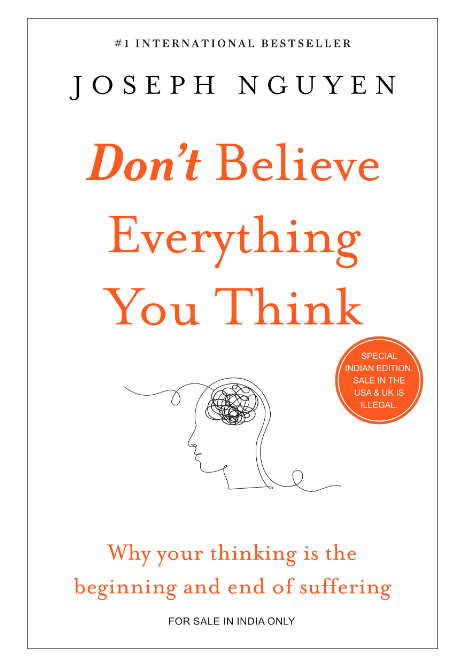 #1 INTERNATIONAL BESTSELLER
JOSEPH NGUYEN
Don't Believe
Everything
You Think
SPECIAL
INDIAN EDITION.
SALE IN THE
USA & UK IS
ILLEGAL.
Why your thinking is the
beginning and end of suffering
FOR SALE IN INDIA ONLY